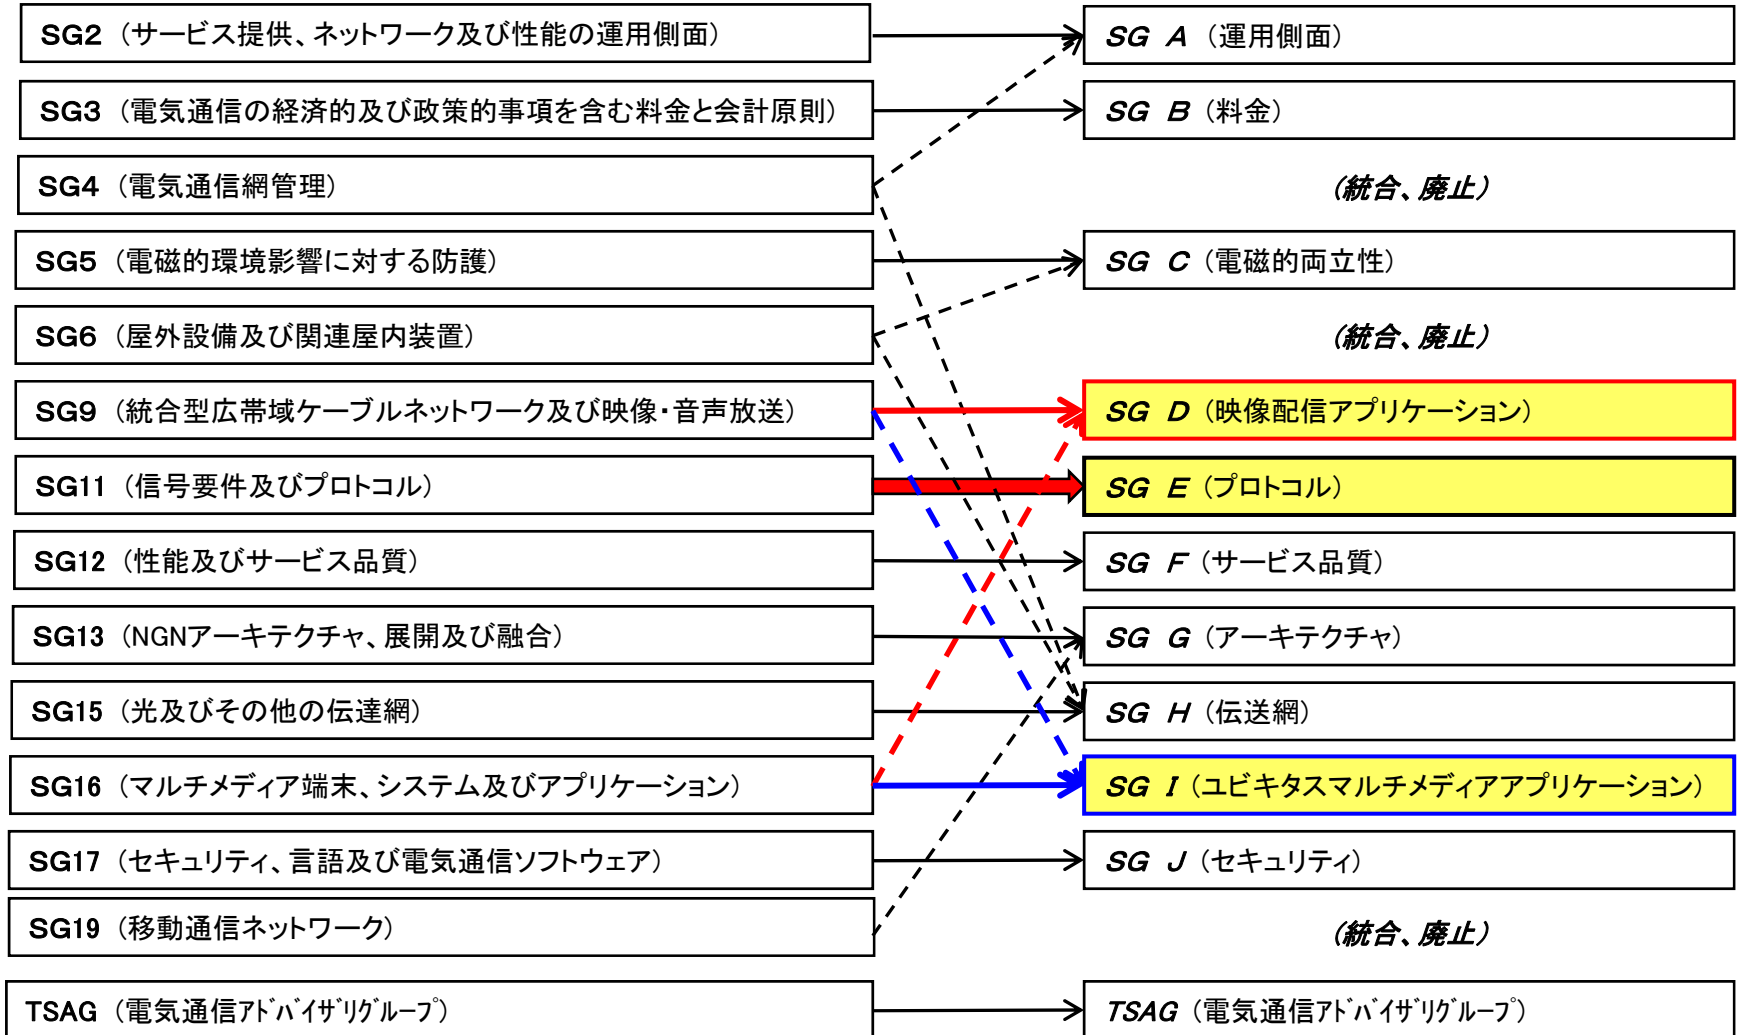 SG2 (サービス提供、ネットワーク及び性能の運用側面)
SG A (運用側面)
SG3 (電気通信の経済的及び政策的事項を含む料金と会計原則)
SG B (料金)
SG4 (電気通信網管理)
(統合、廃止)
SG5 (電磁的環境影響に対する防護)
SG C (電磁的両立性)
SG6 (屋外設備及び関連屋内装置)
(統合、廃止)
SG9 (統合型広帯域ケーブルネットワーク及び映像・音声放送)
SG D (映像配信アプリケーション)
SG11 (信号要件及びプロトコル)
SG E (プロトコル)
SG12 (性能及びサービス品質)
SG F (サービス品質)
SG13 (NGNアーキテクチャ、展開及び融合)
SG G (アーキテクチャ)
SG15 (光及びその他の伝達網)
SG H (伝送網)
SG16 (マルチメディア端末、システム及びアプリケーション)
SG I (ユビキタスマルチメディアアプリケーション)
SG17 (セキュリティ、言語及び電気通信ソフトウェア)
SG J (セキュリティ)
SG19 (移動通信ネットワーク)
(統合、廃止)
TSAG (電気通信ｱﾄﾞﾊﾞｲｻﾞﾘｸﾞﾙｰﾌﾟ)
TSAG (電気通信ｱﾄﾞﾊﾞｲｻﾞﾘｸﾞﾙｰﾌﾟ)